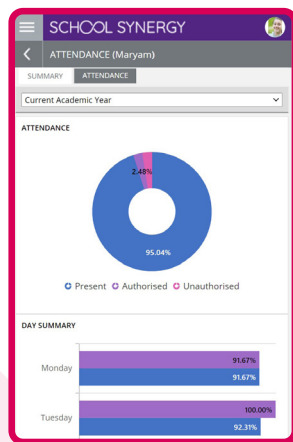 SCHOOL SYNERGY
ATTENDANCE (Maryam)
SUMMARY ATTENDANCE
Current Academic Year
ATTENDANCE
2.48%
95.04%
Present Authorised Unauthorised
DAY SUMMARY
Monday
91.67%
91.67%
Tuesday
100.00%
92.31%